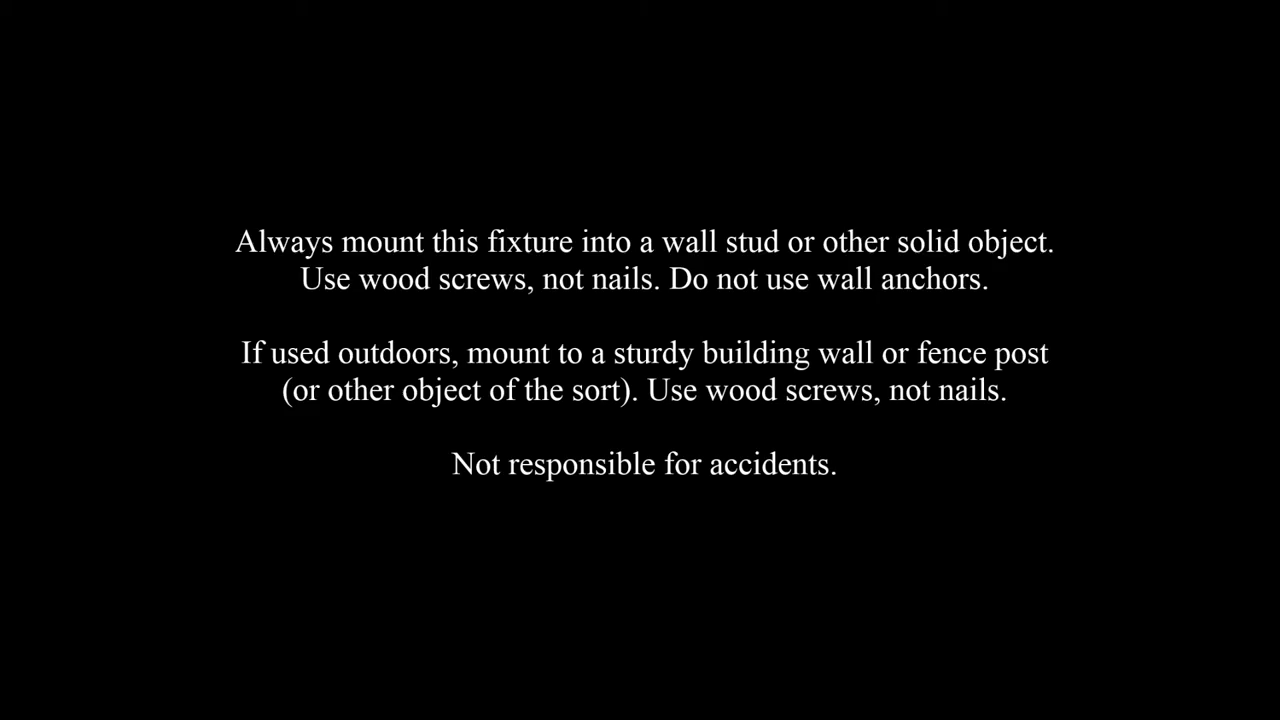 Always mount this fixture into a wall stud or other solid object.
Use wood screws, not nails. Do not use wall anchors.
If used outdoors, mount to a sturdy building wall or fence post
(or other object of the sort). Use wood screws, not nails.
Not responsible for accidents.